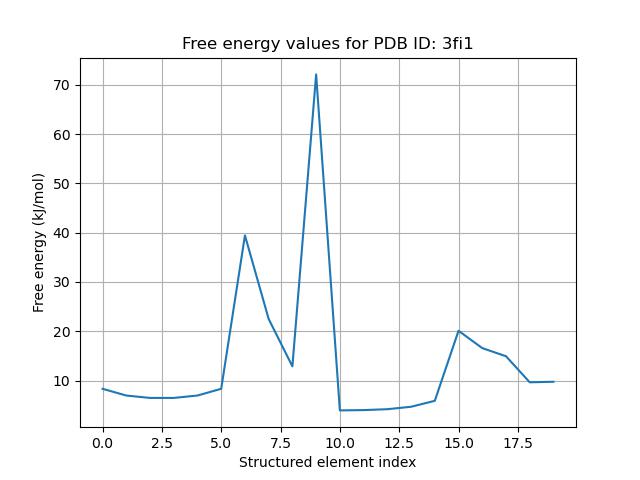 Free energy values for PDB ID: 3fi1
70
60
50
40
30
20
10
Free energy (kJ/mol)
0.0 2.5 5.0 7.5 10.0 12.5 15.0 17.5
Structured element index